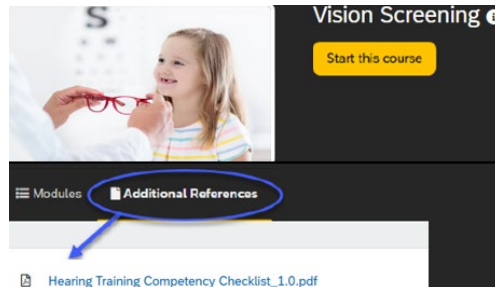 S
Vision Screening
Start this course
Modules
Additional References
Hearing Training Competency Checklist_1.0.pdf